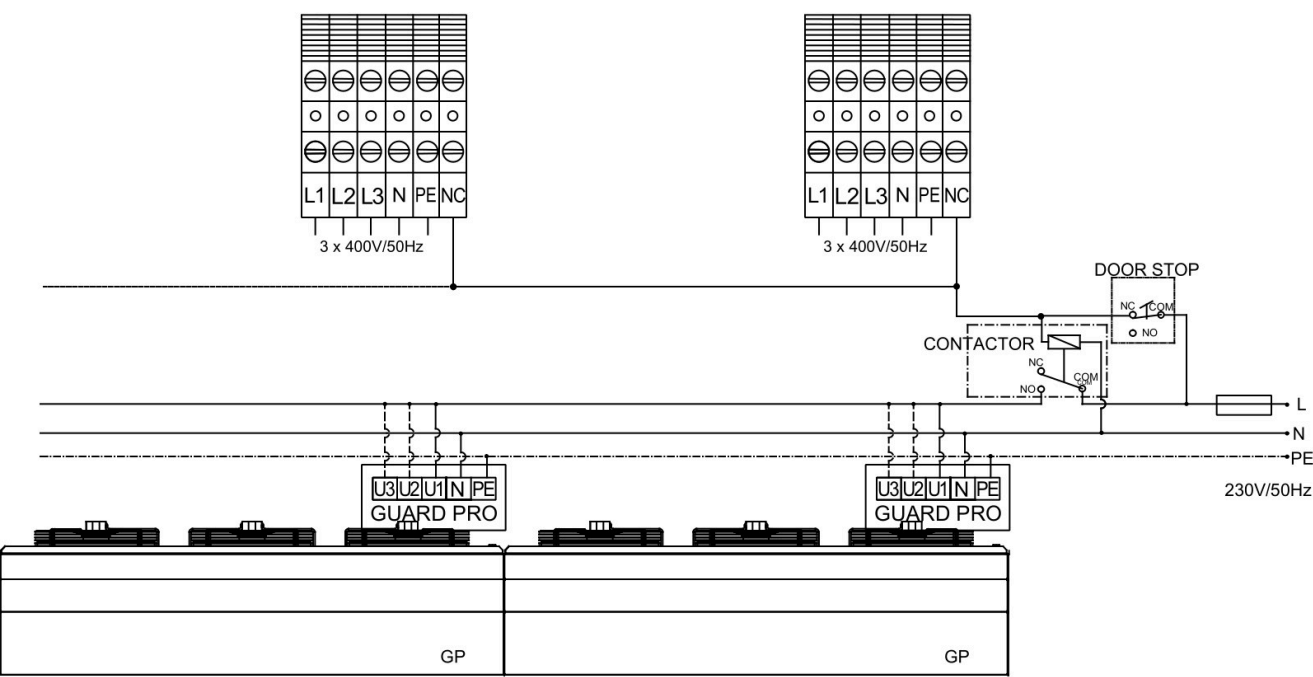 L1 L2 L3 N PE NC
3 x 400V/50Hz
L1 L2 L3 N PE NC
3 x 400V/50Hz
DOOR STOP
NC COM
NO
CONTACTOR
NC
COM
COM
NO
L
N
PE
230V/50Hz
U3 U2 U1 N PE
GUARD PRO
U3 U2 U1 N PE
GUARD PRO
GP
GP